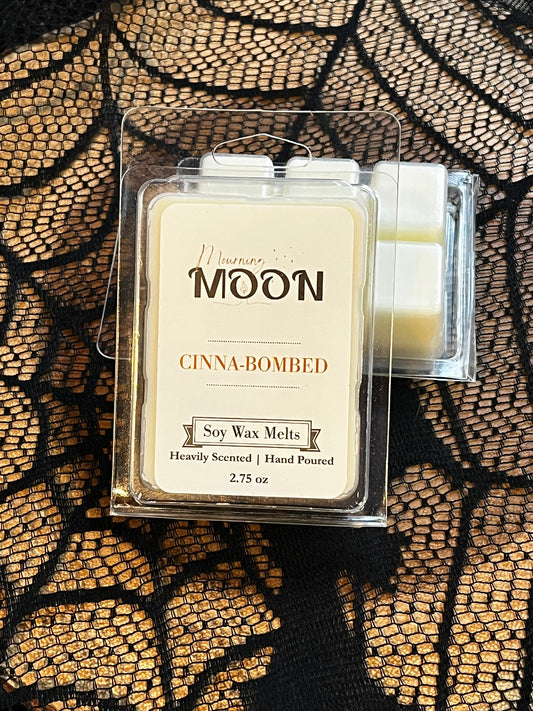 Mourning
MOON
CINNA-BOMBED
Soy Wax Melts
Heavily Scented | Hand Poured
2.75 oz